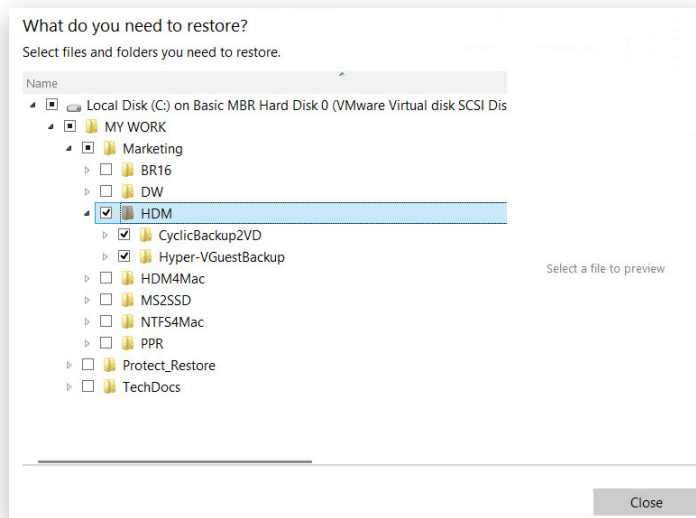 What do you need to restore?
Select files and folders you need to restore.
Name
Local Disk (C:) on Basic MBR Hard Disk 0 (VMware Virtual disk SCSI Dis
MY WORK
Marketing
BR16
DW
HDM
CyclicBackup2VD
Hyper-VGuestBackup
HDM4Mac
MS2SSD
NTFS4Mac
PPR
Protect_Restore
TechDocs
Select a file to preview
Close